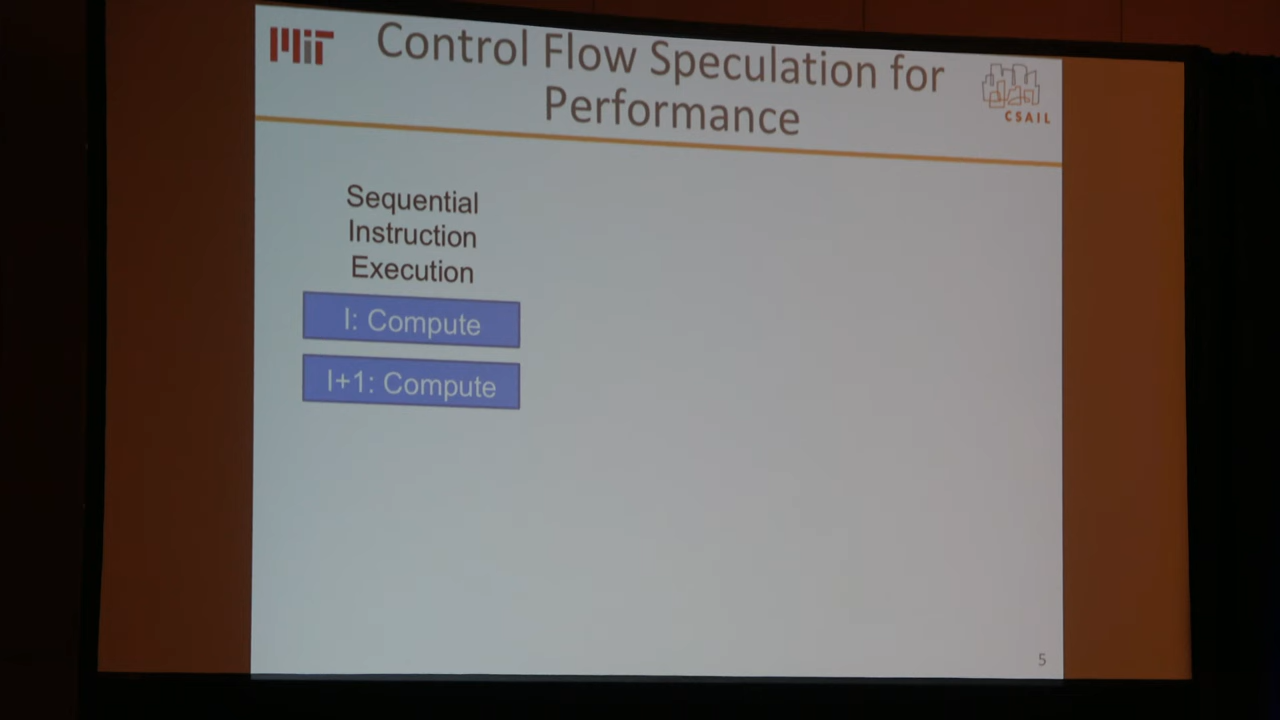 MIT
Control Flow Speculation for
Performance
CSAIL
Sequential
Instruction
Execution
I: Compute
I+1: Compute
5